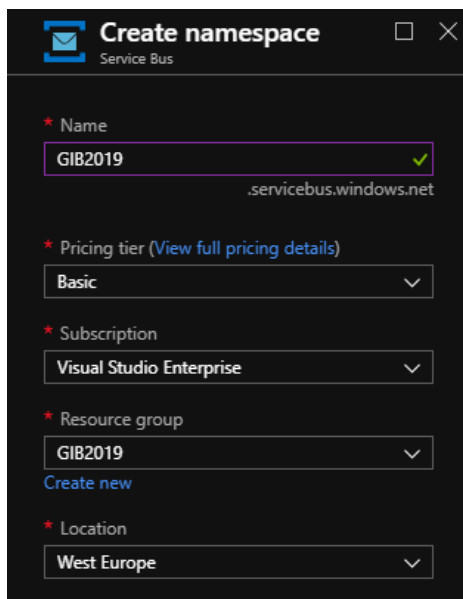 Create namespace
Service Bus
* Name
GIB2019
.servicebus.windows.net
* Pricing tier (View full pricing details)
Basic
* Subscription
Visual Studio Enterprise
* Resource group
GIB2019
Create new
* Location
West Europe